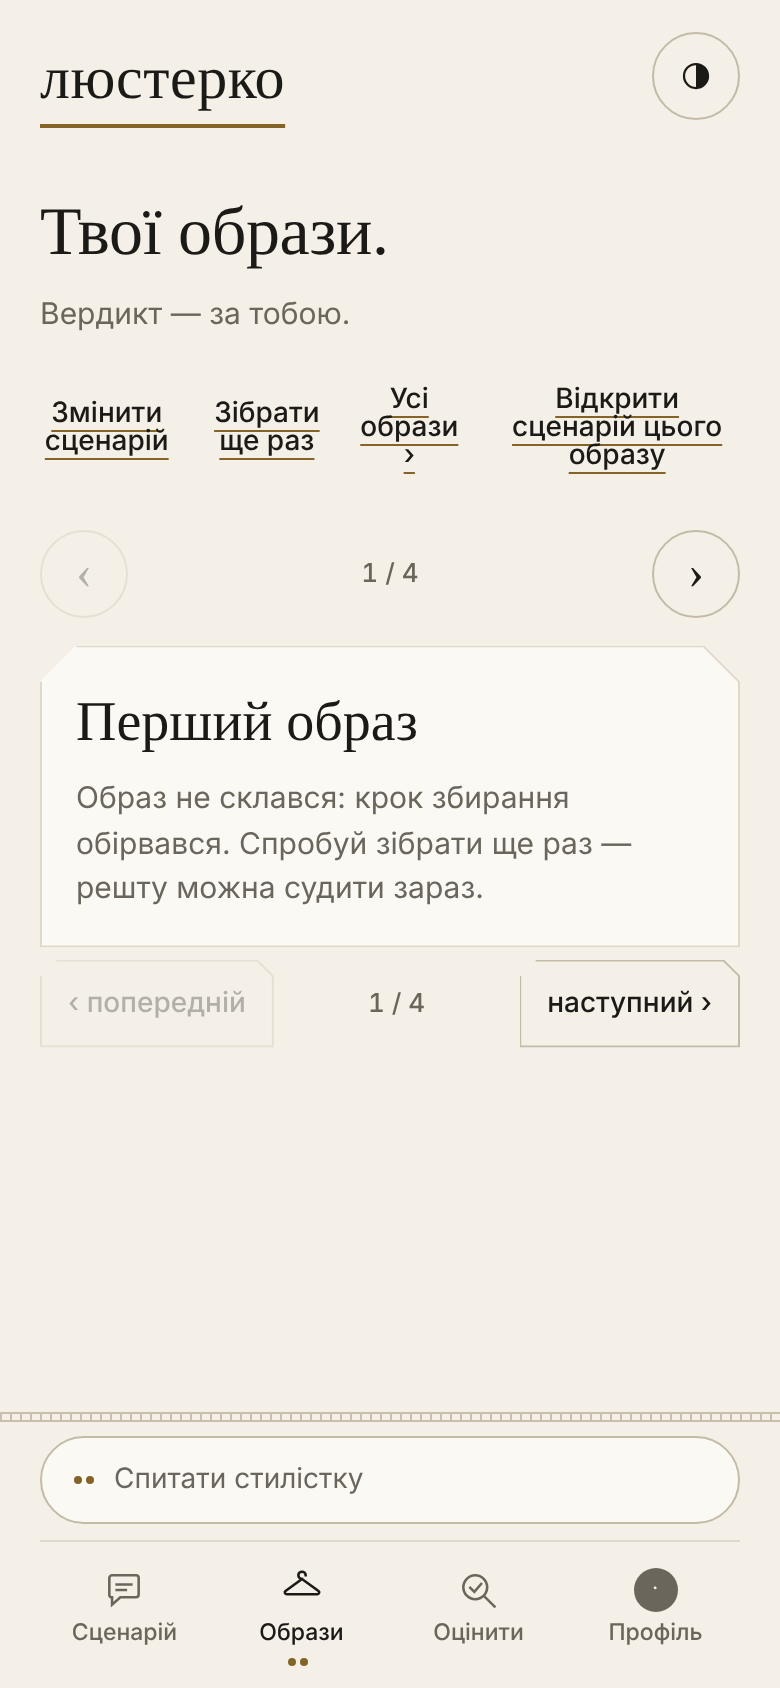 люстерко
Твої образи.
Вердикт — за тобою.
Змінити
сценарій
Зібрати
ще раз
Усі
образи
›
Відкрити
сценарій цього
образу
‹ 1 / 4 ›
Перший образ
Образ не склався: крок збирання
обірвався. Спробуй зібрати ще раз —
решту можна судити зараз.
‹ попередній 1 / 4 наступний ›
Спитати стилістку
Сценарій Образи Оцінити Профіль